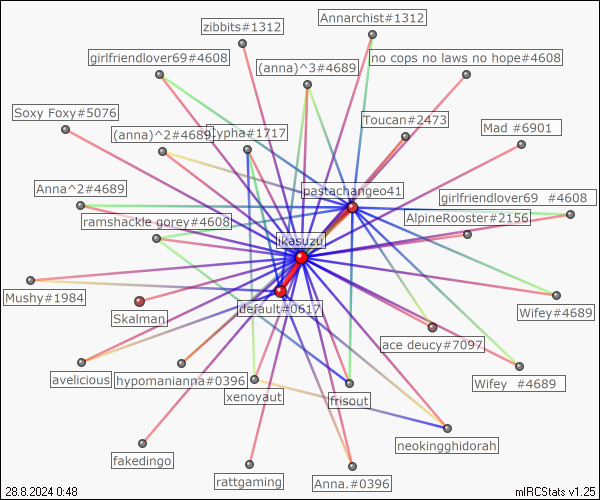 Annarchist#1312
zibbits#1312
girlfriendlover69#4608
no cops no laws no hope#4608
(anna)^3#4689
Soxy Foxy#5076
(anna)^2#4689
Toucan#2473
Mad #6901
Anna^2#4689
pastachangeo41
girlfriendlover69 #4608
ramshackle gorey#4608
AlpineRooster#2156
ikasuzu
Mushy#1984
Skalman
default#0617
Wifey#4689
ace deucy#7097
avelicious
hypomanianna#0396
xenoyaut
frisout
Wifey #4689
neokingghidorah
fakedingo
rattgaming
Anna.#0396
28.8.2024 0:48
mIRCStats v1.25